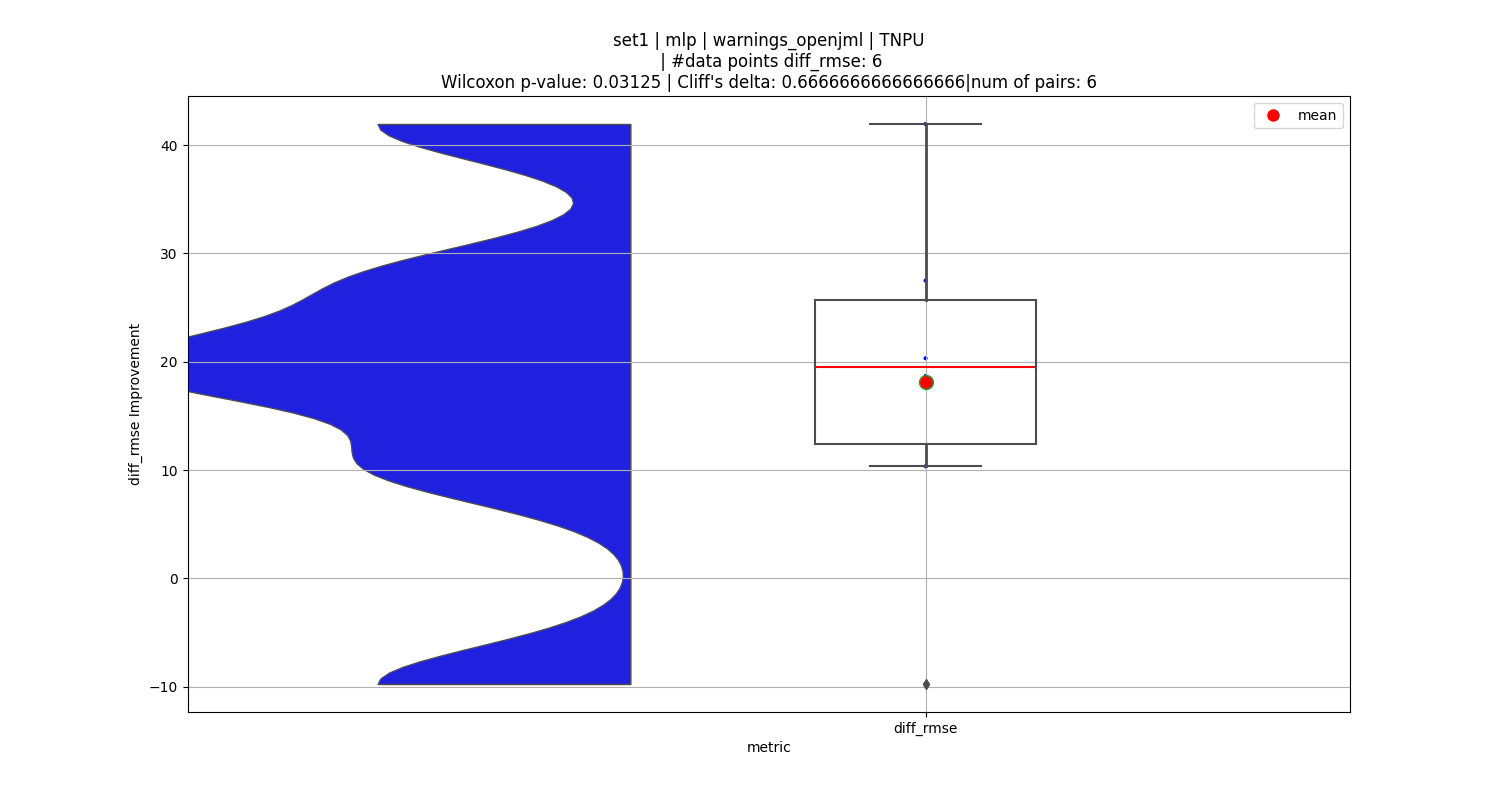 set1 | mlp | warnings_openjml | TNPU
| #data points diff_rmse: 6
Wilcoxon p-value: 0.03125 | Cliff's delta: 0.6666666666666666|num of pairs: 6
mean
40
30
20
10
0
−10
diff_rmse Improvement
diff_rmse
metric